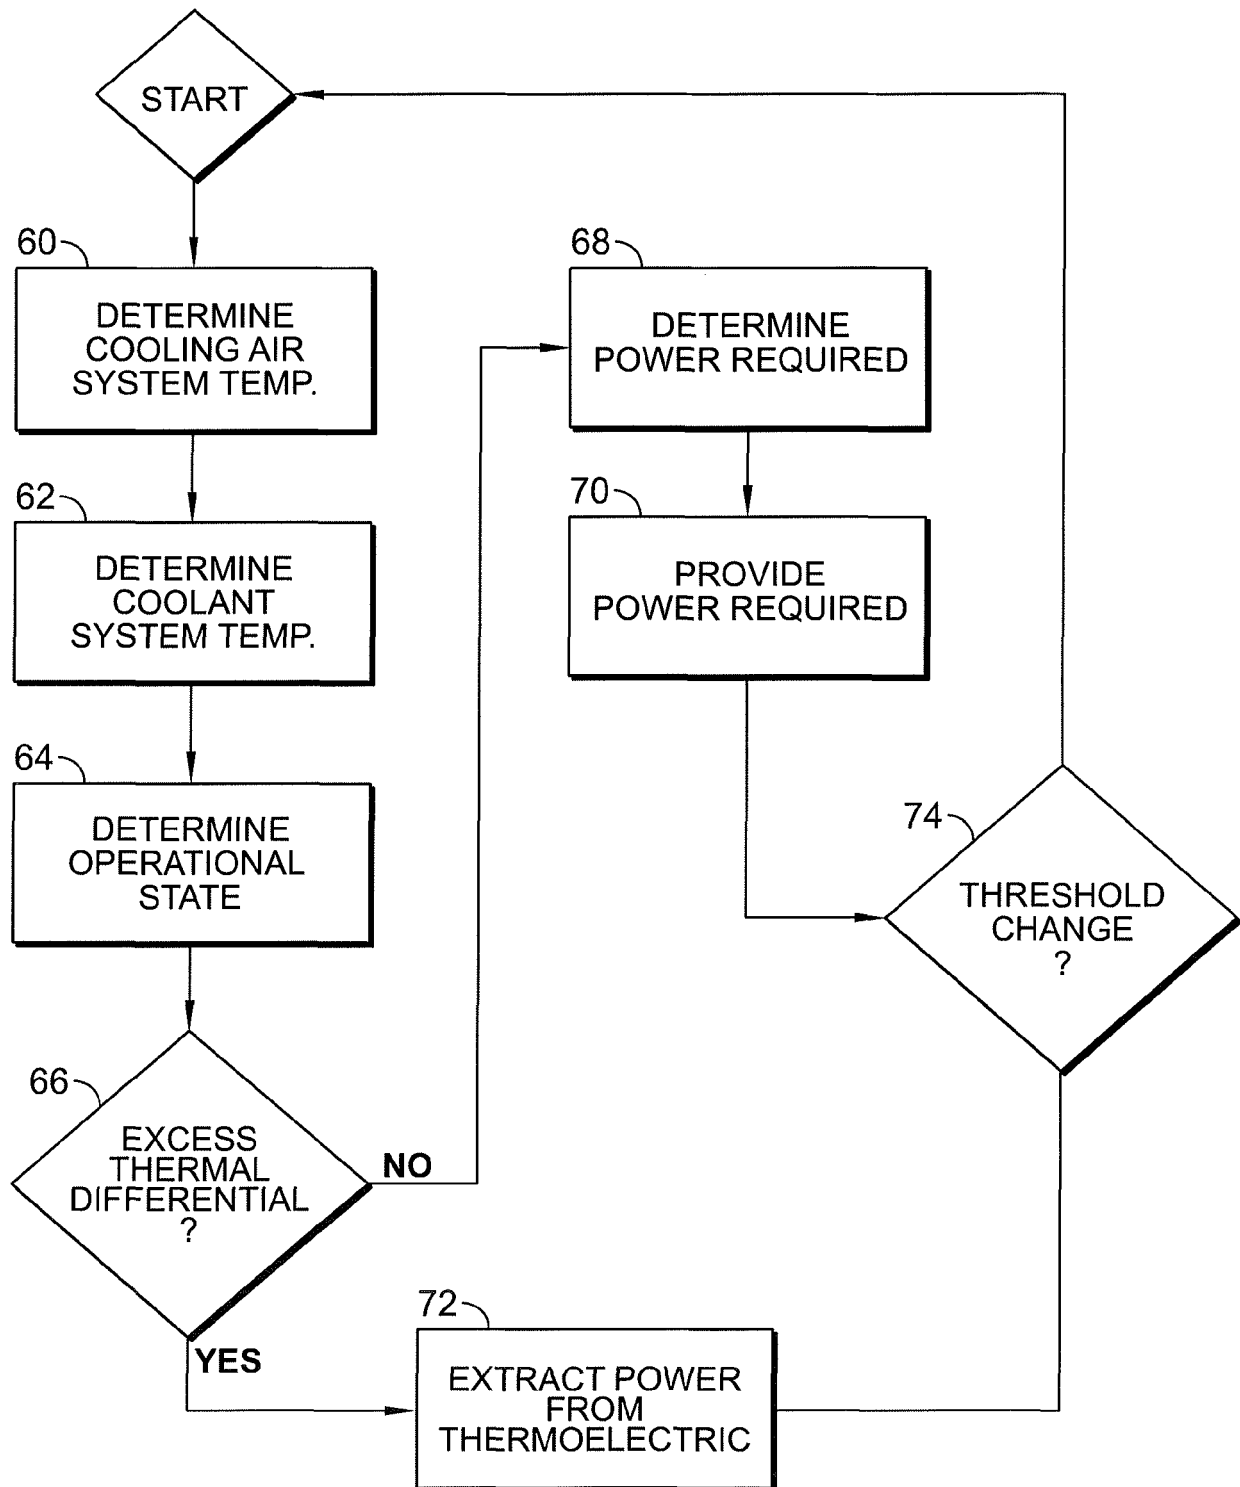 START
60
DETERMINE
COOLING AIR
SYSTEM TEMP.
62
DETERMINE
COOLANT
SYSTEM TEMP.
64
DETERMINE
OPERATIONAL
STATE
66
EXCESS
THERMAL
DIFFERENTIAL
?
NO
YES
68
DETERMINE
POWER REQUIRED
70
PROVIDE
POWER REQUIRED
72
EXTRACT POWER
FROM
THERMOELECTRIC
74
THRESHOLD
CHANGE
?